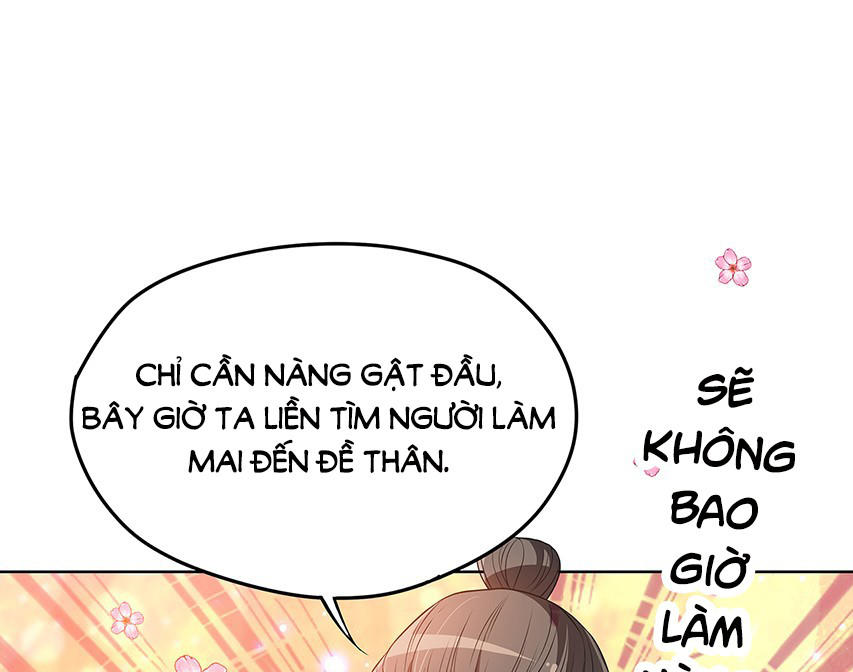 CHỈ CẦN NÀNG GẬT ĐẦU,
BÂY GIỜ TA LIỀN TÌM NGƯỜI LÀM
MAI ĐẾN ĐỀ THÂN.
SẼ
KHÔNG
BAO
GIỜ
LÀM